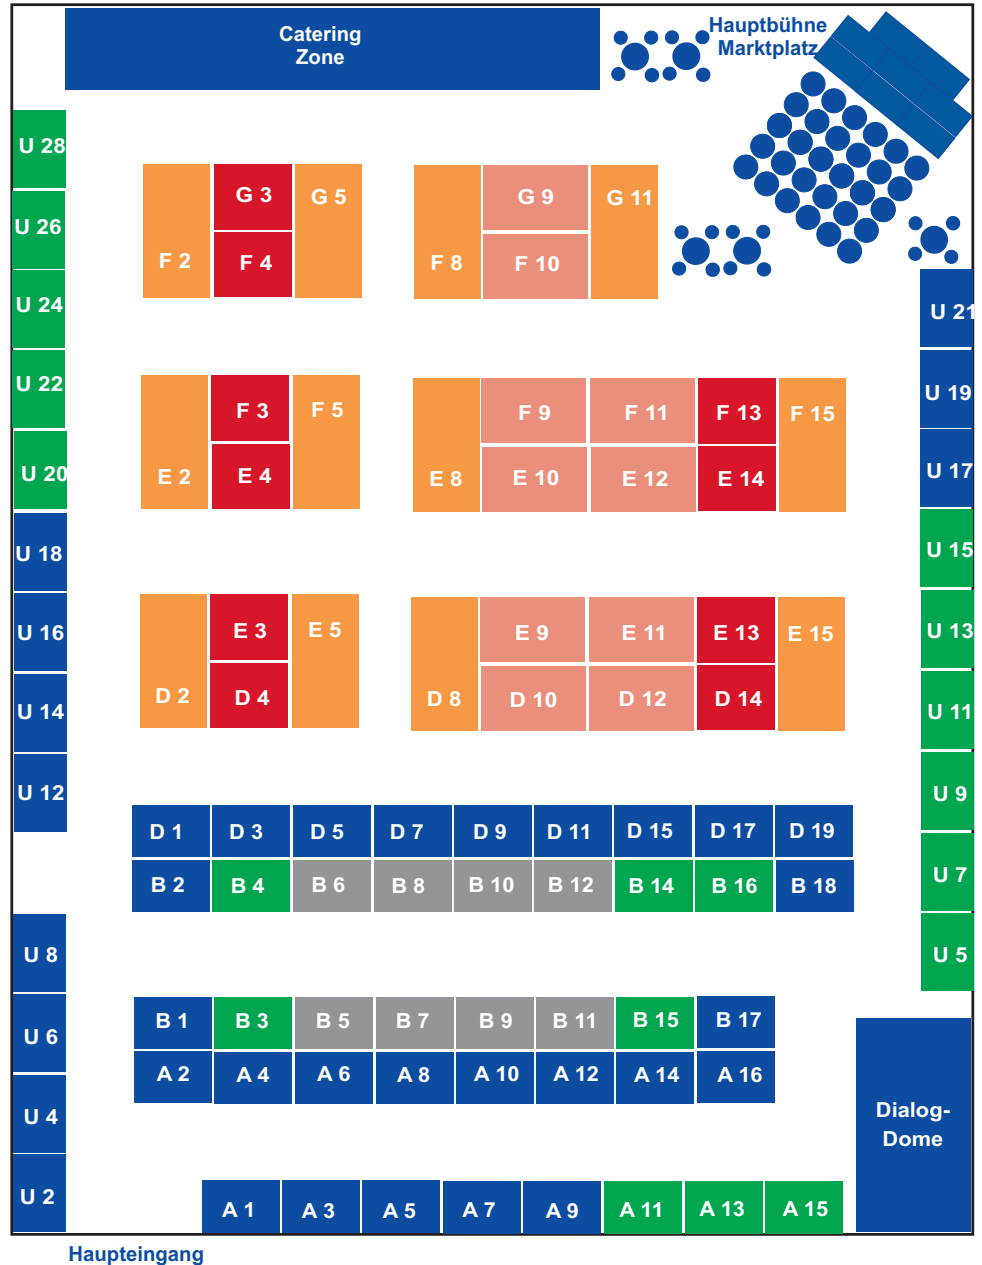 Catering
Zone
Hauptbühne
Marktplatz
U 28
U 26
U 24
U 22
U 20
U 18
U 16
U 14
U 12
U 8
U 6
U 4
U 2
G 3
G 5
F 2
F 4
G 9
G 11
F 8
F 10
F 3
F 5
E 2
E 4
F 9
F 11
F 13
F 15
E 8
E 10
E 12
E 14
E 3
E 5
D 2
D 4
E 9
E 11
E 13
E 15
D 8
D 10
D 12
D 14
U 21
U 19
U 17
U 15
U 13
U 11
U 9
U 7
U 5
D 1 D 3 D 5 D 7 D 9 D 11 D 15 D 17 D 19
B 2 B 4 B 6 B 8 B 10 B 12 B 14 B 16 B 18
B 1 B 3 B 5 B 7 B 9 B 11 B 15 B 17
A 2 A 4 A 6 A 8 A 10 A 12 A 14 A 16
Dialog-
Dome
A 1 A 3 A 5 A 7 A 9 A 11 A 13 A 15
Haupteingang